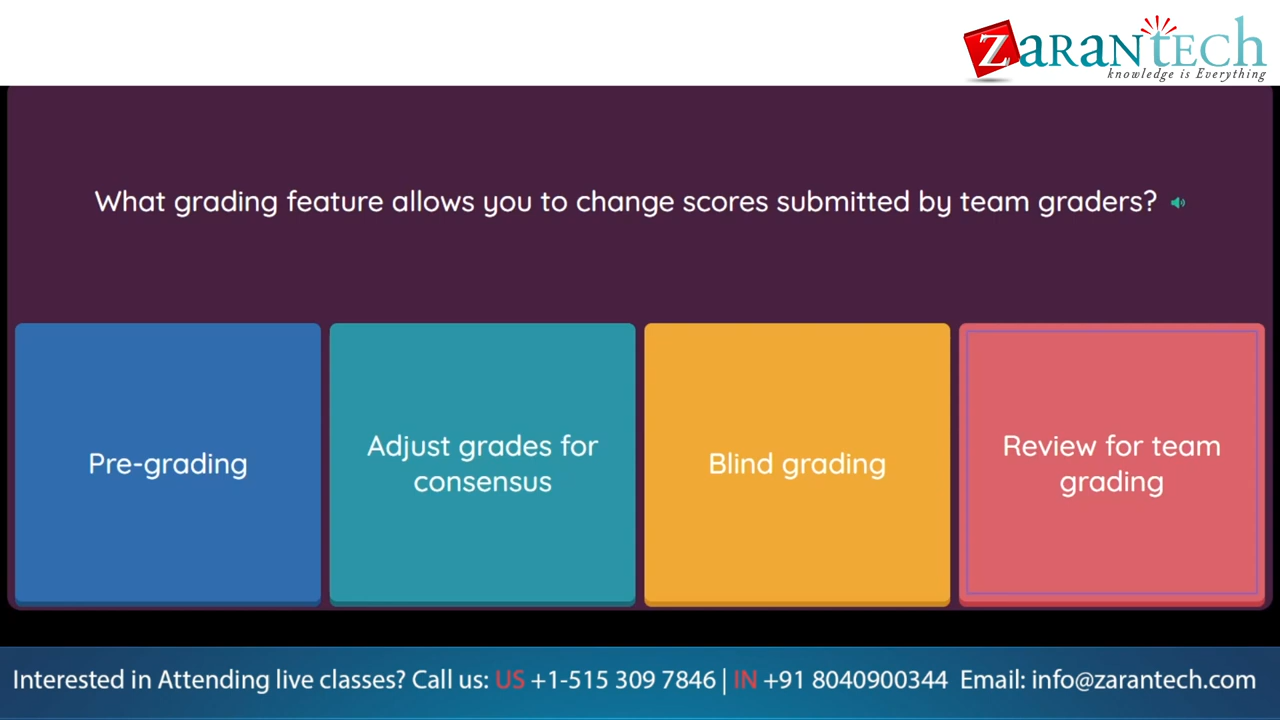 ZARANTECH
knowledge is Everything
What grading feature allows you to change scores submitted by team graders?
Pre-grading
Adjust grades for
consensus
Blind grading
Review for team
grading
Interested in Attending live classes? Call us: US +1-515 309 7846 | IN +91 8040900344 Email: info@zarantech.com